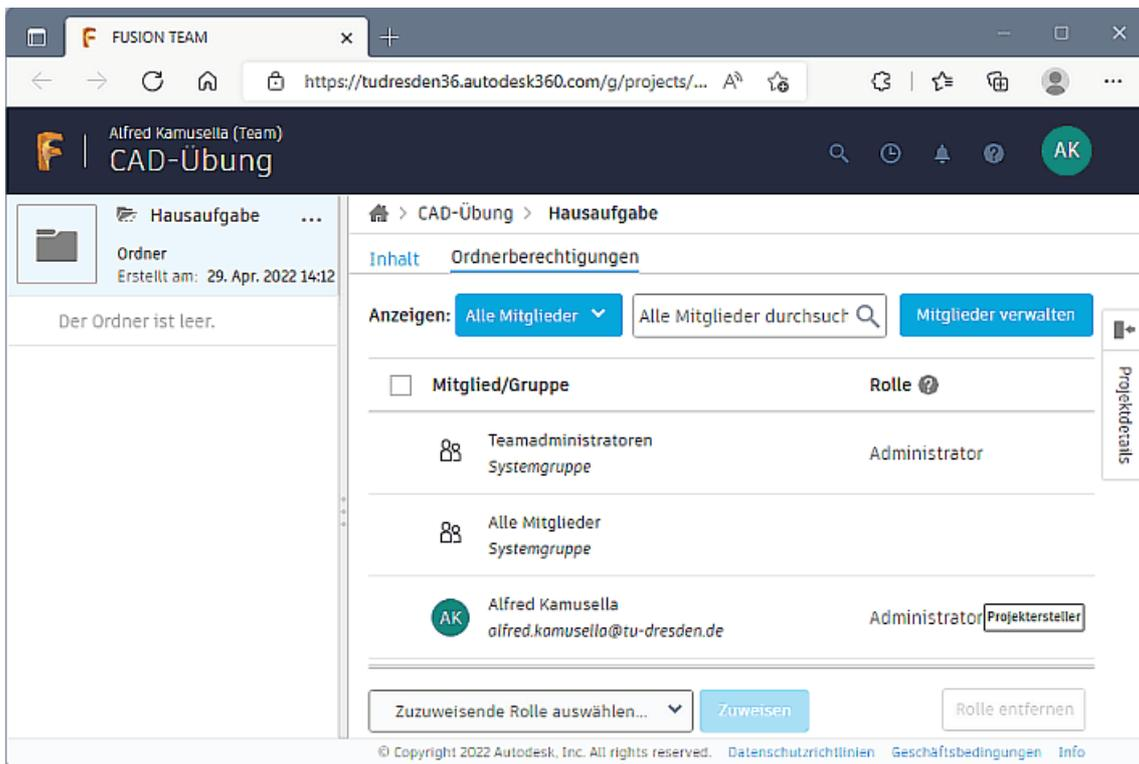 FUSION TEAM
https://tudresden36.autodesk360.com/g/projects/...
Alfred Kamusella (Team)
CAD-Übung
AK
Hausaufgabe ...
Ordner
Erstellt am: 29. Apr. 2022 14:12
Der Ordner ist leer.
> CAD-Übung > Hausaufgabe
Inhalt Ordnerberechtigungen
Anzeigen: Alle Mitglieder Alle Mitglieder durchsuch Mitglieder verwalten
Projektdetails
Mitglied/Gruppe Rolle
Teamadministratoren
Systemgruppe
Administrator
Alle Mitglieder
Systemgruppe
AK
Alfred Kamusella
alfred.kamusella@tu-dresden.de
Administrator Projektersteller
Zuzuweisende Rolle auswählen... Zuweisen Rolle entfernen
© Copyright 2022 Autodesk, Inc. All rights reserved. Datenschutzrichtlinien Geschäftsbedingungen Info